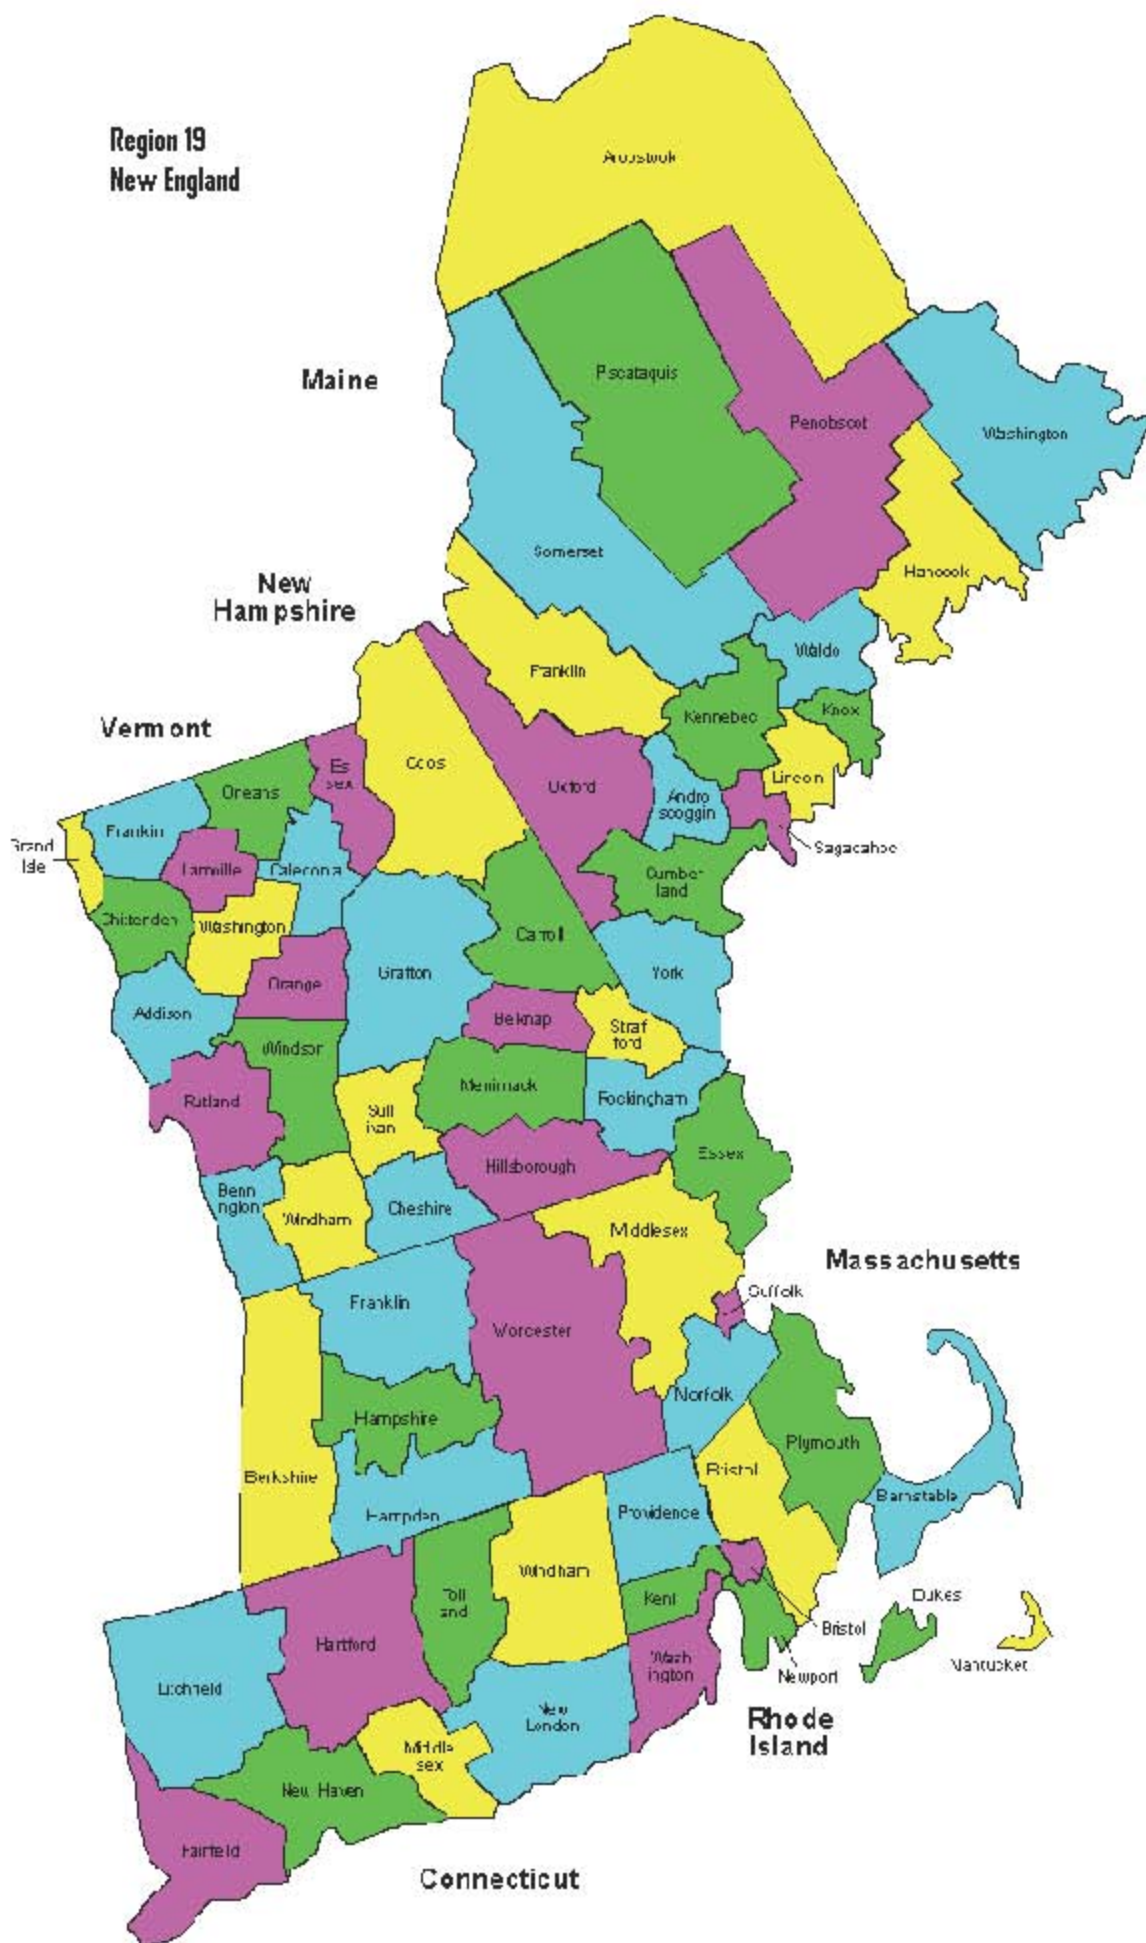 Region 19
New England
Aroostook
Maine
Piscataquis
Penobscot
Washington
Somerset
Hancock
New
Hampshire
Franklin
Waldo
Kennebec
Knox
Vermont
Coos
Es
sex
Oxford
Lincoln
Andro
scoggin
Orleans
Franklin
Grand
Isle
Lamoille
Caledonia
Sagadahoc
Cumber
land
Chittenden
Washington
Carroll
Grafton
York
Orange
Addison
Belknap
Straf
ford
Windsor
Merrimack
Rutland
Sull
ivan
Rockingham
Essex
Hillsborough
Benn
ington
Windham
Cheshire
Middlesex
Massachusetts
Suffolk
Franklin
Worcester
Norfolk
Hampshire
Plymouth
Berkshire
Bristol
Barnstable
Hampden
Providence
Windham
Toll
and
Kent
Dukes
Hartford
Bristol
Wash
ington
Newport
Nantucket
Litchfield
New
London
Rhode
Island
Middle
sex
New Haven
Fairfield
Connecticut